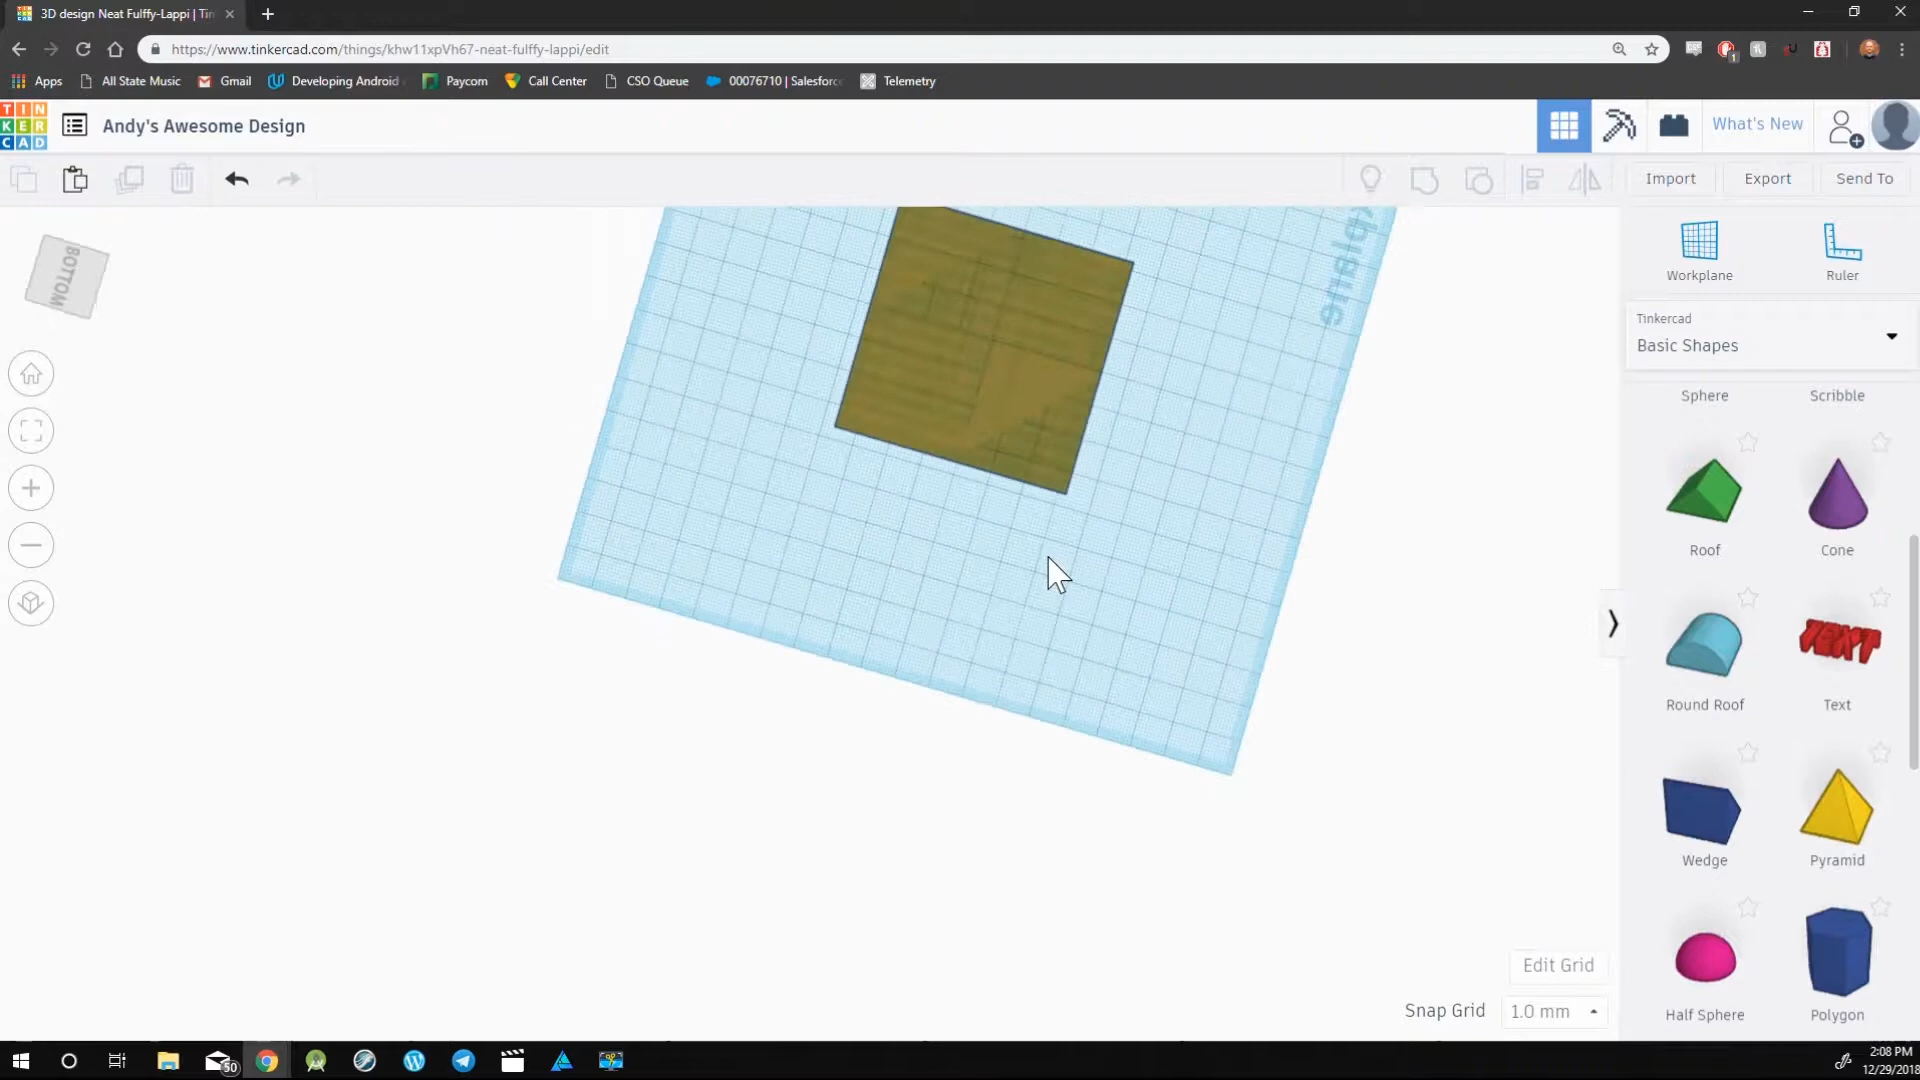 3D design Neat Fulffy-Lappi | Tin
https://www.tinkercad.com/things/khw11xpVh67-neat-fulffy-lappi/edit
1
Apps
All State Music
Gmail
Developing Android
Paycom
Call Center
CSO Queue
00076710 | Salesforc
Telemetry
TIN
KER
CAD
Andy's Awesome Design
What's New
Import
Export
Send To
BOTTOM
Workplane
Ruler
Tinkercad
Basic Shapes
Sphere
Scribble
Roof
Cone
Round Roof
TEXT
Text
Wedge
Pyramid
Half Sphere
Polygon
Edit Grid
Snap Grid
1.0 mm
50
2:08 PM
12/29/2018